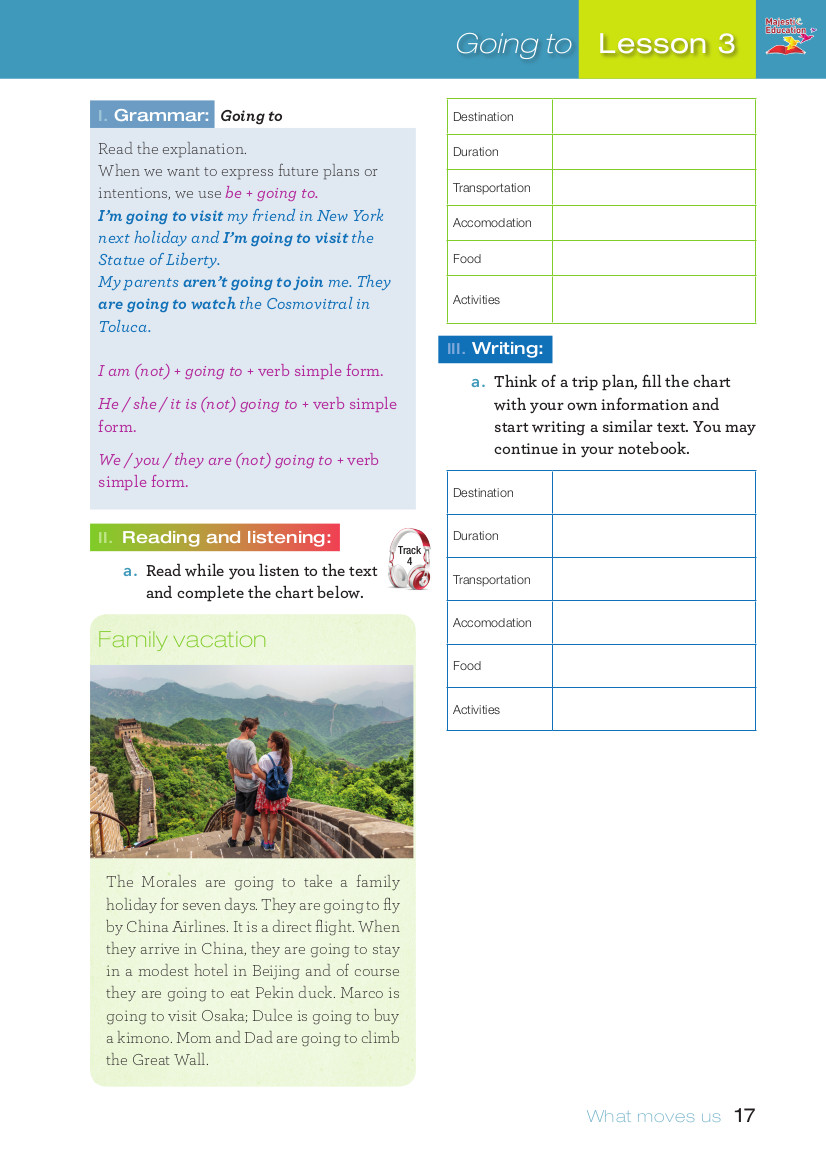 Going to
Lesson 3
Majestic
Education
I. Grammar: Going to
Read the explanation.
When we want to express future plans or
intentions, we use be + going to.
I’m going to visit my friend in New York
next holiday and I’m going to visit the
Statue of Liberty.
My parents aren’t going to join me. They
are going to watch the Cosmovitral in
Toluca.
I am (not) + going to + verb simple form.
He / she / it is (not) going to + verb simple
form.
We / you / they are (not) going to + verb
simple form.
II. Reading and listening:
Track
4
a. Read while you listen to the text
and complete the chart below.
Family vacation
The Morales are going to take a family
holiday for seven days. They are going to fly
by China Airlines. It is a direct flight. When
they arrive in China, they are going to stay
in a modest hotel in Beijing and of course
they are going to eat Pekin duck. Marco is
going to visit Osaka; Dulce is going to buy
a kimono. Mom and Dad are going to climb
the Great Wall.
Destination
Duration
Transportation
Accomodation
Food
Activities
III. Writing:
a. Think of a trip plan, fill the chart
with your own information and
start writing a similar text. You may
continue in your notebook.
Destination
Duration
Transportation
Accomodation
Food
Activities
What moves us 17